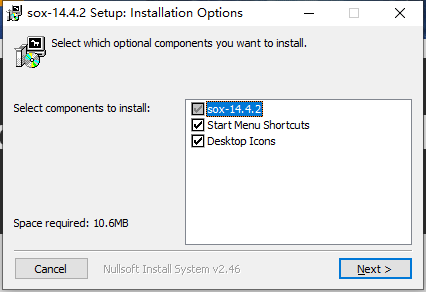 sox-14.4.2 Setup: Installation Options
Select which optional components you want to install.
Select components to install:
sox-14.4.2
Start Menu Shortcuts
Desktop Icons
Space required: 10.6MB
Cancel
Nullsoft Install System v2.46
Next >